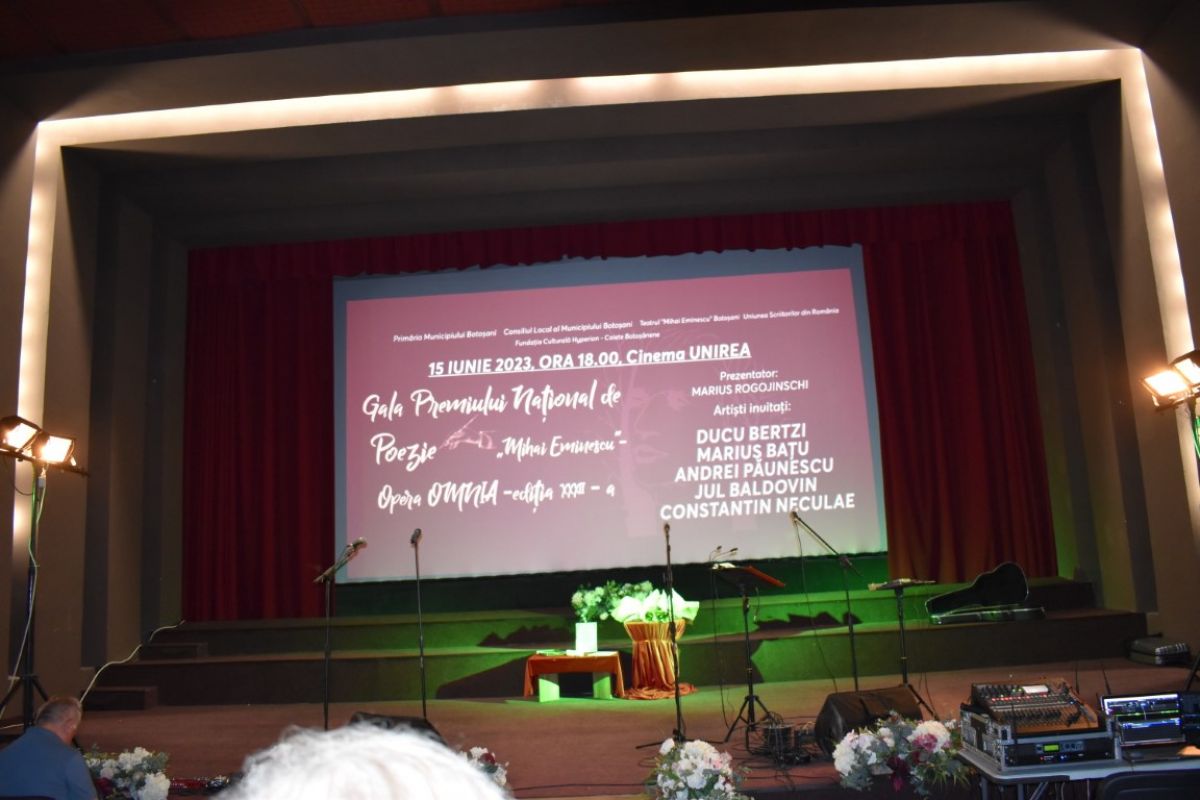 Primăria Municipiului Botoșani Consiliul Local al Municipiului Botoșani Teatrul "Mihai Eminescu" Botoșani Uniunea Scriitorilor din România
Fundația Culturală Hyperion - Caiete Botoșănene
15 IUNIE 2023, ORA 18.00, Cinema UNIREA
Gala Premiului Național de
Poezie „Mihai Eminescu"-
Opera OMNIA -ediția XXXII - a
Prezentator:
MARIUS ROGOJINSCHI
Artiști invitați:
DUCU BERTZI
MARIUS BAȚU
ANDREI PĂUNESCU
JUL BALDOVIN
CONSTANTIN NECULAE